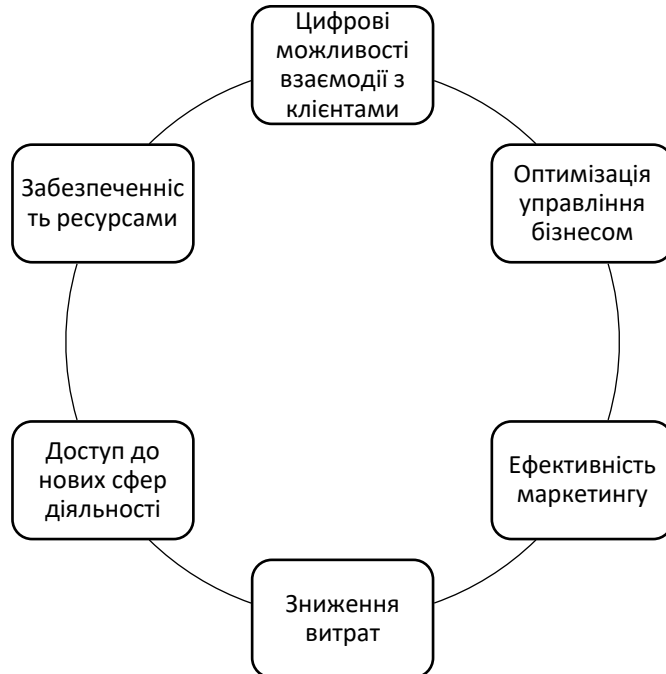 Цифрові
можливості
взаємодії з
клієнтами
Оптимізація
управління
бізнесом
Ефективність
маркетингу
Зниження
витрат
Доступ до
нових сфер
діяльності
Забезпеченніс
ть ресурсами